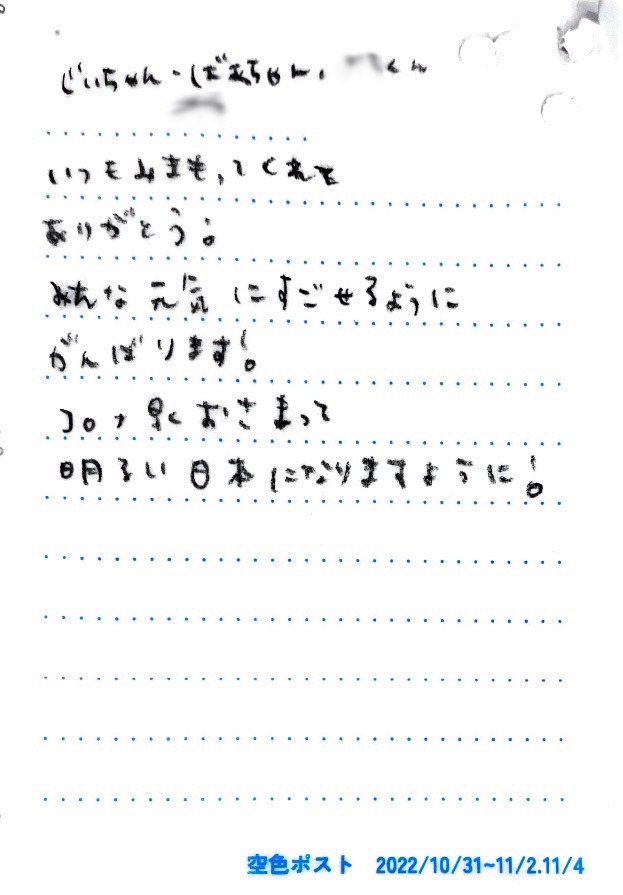 じいちゃん・ばあちゃん、 くん
いつもみまもってくれて
ありがとう。
みんな元気にすごせるように
がんばります!
コロナ早くおさまって
明るい日本になりますように!
空色ポスト 2022/10/31~11/2.11/4